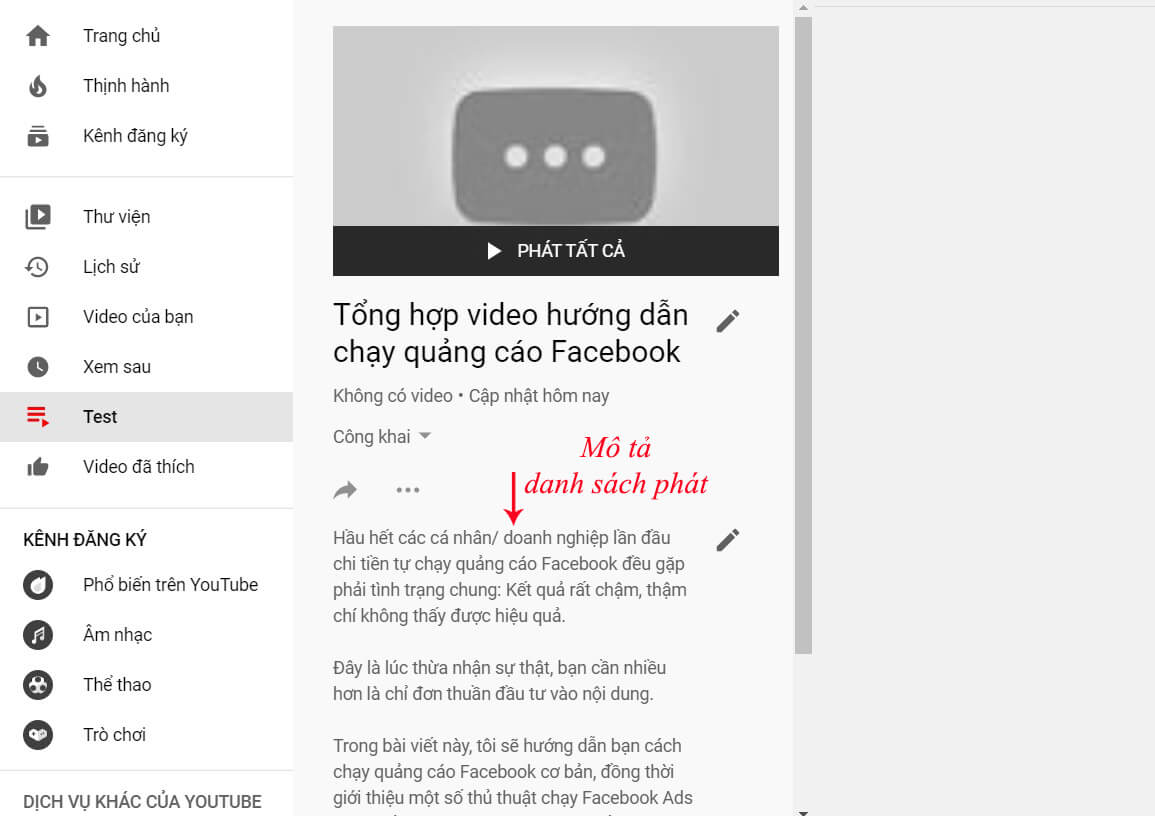 Trang chủ
Thịnh hành
Kênh đăng ký
Thư viện
Lịch sử
Video của bạn
Xem sau
Test
Video đã thích
KÊNH ĐĂNG KÝ
Phổ biến trên YouTube
Âm nhạc
Thể thao
Trò chơi
DỊCH VỤ KHÁC CỦA YOUTUBE
PHÁT TẤT CẢ
Tổng hợp video hướng dẫn
chạy quảng cáo Facebook
Không có video • Cập nhật hôm nay
Công khai
Mô tả
danh sách phát
Hầu hết các cá nhân/ doanh nghiệp lần đầu
chi tiền tự chạy quảng cáo Facebook đều gặp
phải tình trạng chung: Kết quả rất chậm, thậm
chí không thấy được hiệu quả.
Đây là lúc thừa nhận sự thật, bạn cần nhiều
hơn là chỉ đơn thuần đầu tư vào nội dung.
Trong bài viết này, tôi sẽ hướng dẫn bạn cách
chạy quảng cáo Facebook cơ bản, đồng thời
giới thiệu một số thủ thuật chạy Facebook Ads